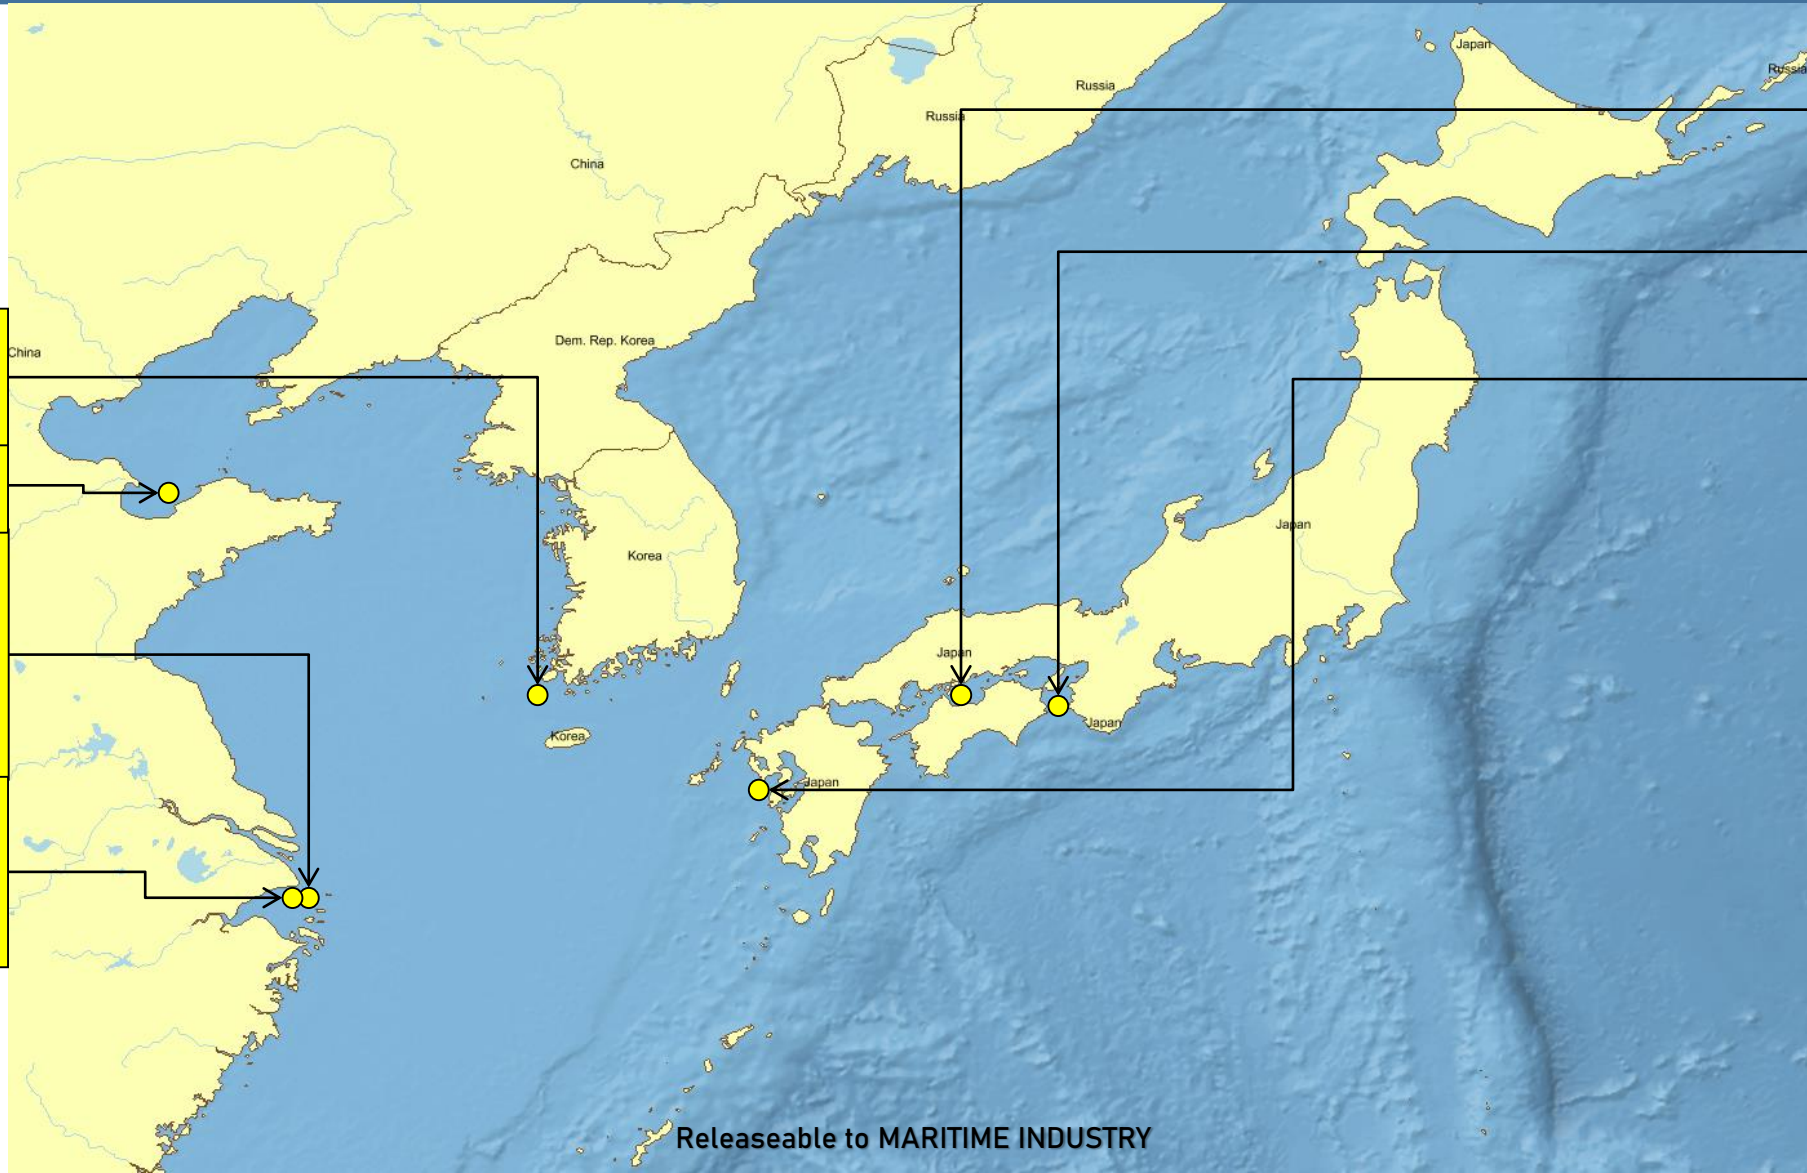 Japan
Russia
Russia
Russia
China
Dem. Rep. Korea
China
Japan
Korea
Japan
Japan
Korea
Japan
Releaseable to MARITIME INDUSTRY